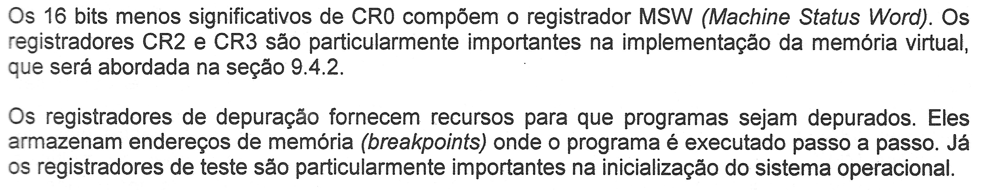 Os 16 bits menos significativos de CR0 compõem o registrador MSW (Machine Status Word). Os
registradores CR2 e CR3 são particularmente importantes na implementação da memória virtual,
que será abordada na seção 9.4.2.
Os registradores de depuração fornecem recursos para que programas sejam depurados. Eles
armazenam endereços de memória (breakpoints) onde o programa é executado passo a passo. Já
os registradores de teste são particularmente importantes na inicialização do sistema operacional.